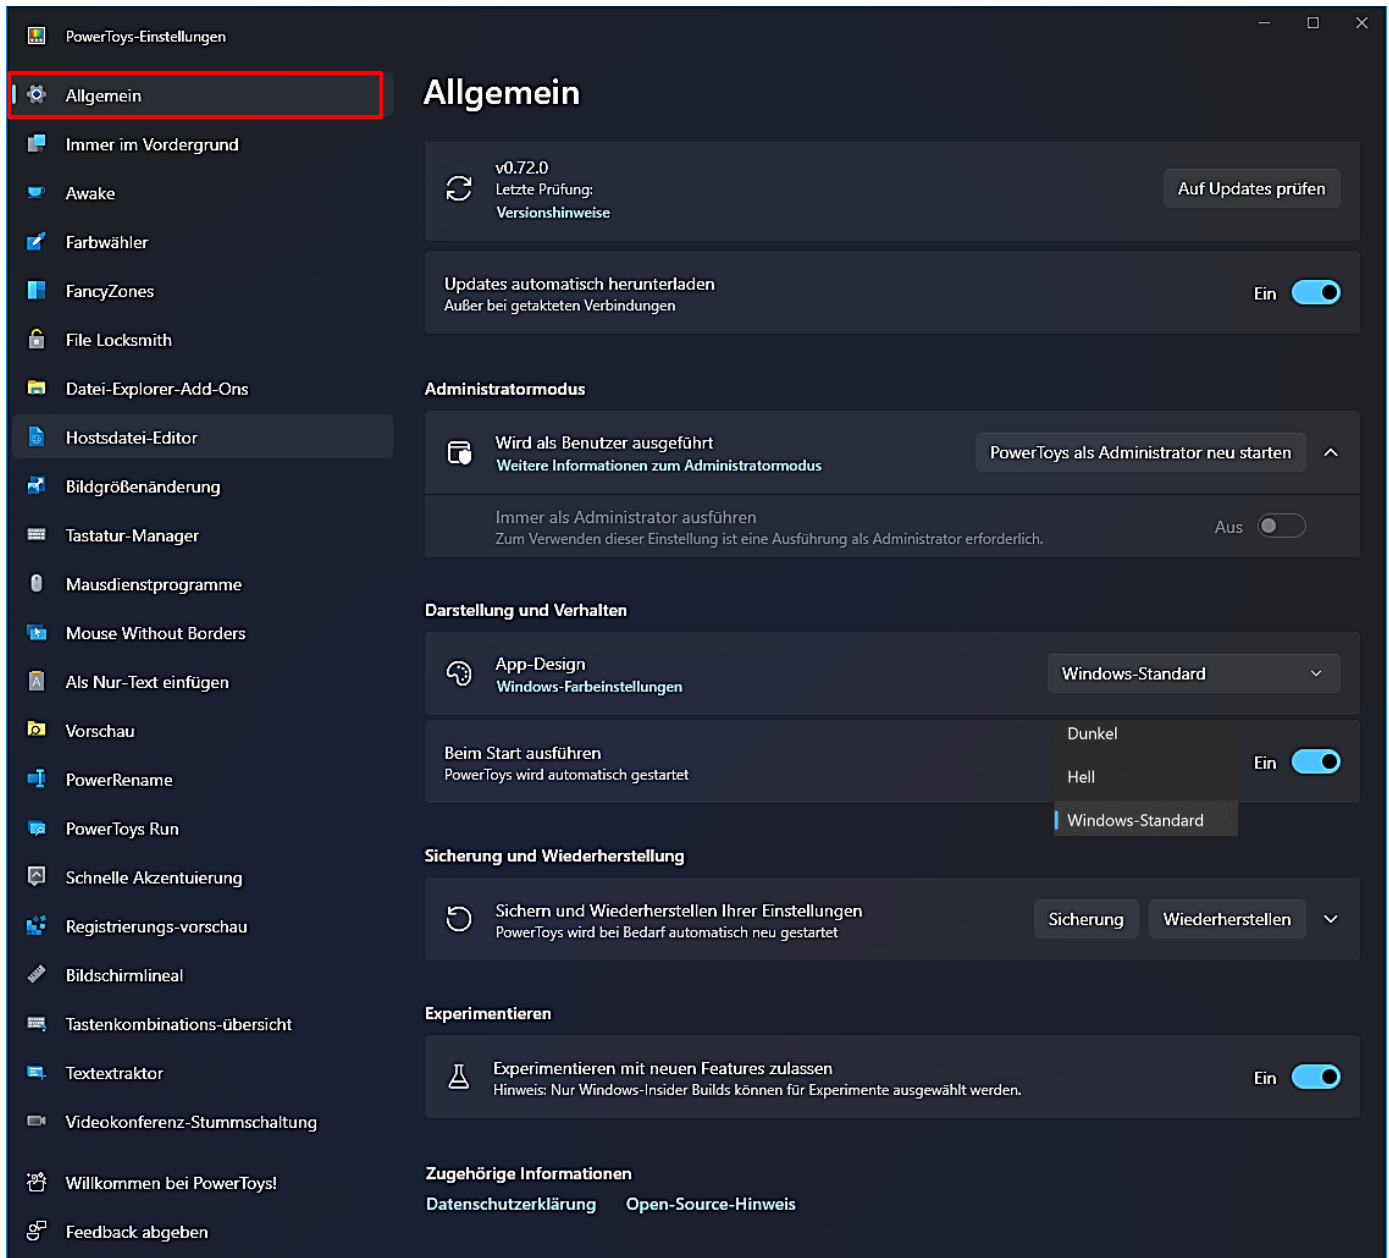 PowerToys-Einstellungen
Allgemein
Immer im Vordergrund
Awake
Farbwähler
FancyZones
File Locksmith
Datei-Explorer-Add-Ons
Hostsdatei-Editor
Bildgrößenänderung
Tastatur-Manager
Mausdienstprogramme
Mouse Without Borders
Als Nur-Text einfügen
Vorschau
PowerRename
PowerToys Run
Schnelle Akzentuierung
Registrierungs-vorschau
Bildschirmlineal
Tastenkombinations-übersicht
Textextraktor
Videokonferenz-Stummschaltung
Willkommen bei PowerToys!
Feedback abgeben
Allgemein
v0.72.0
Letzte Prüfung:
Versionshinweise
Auf Updates prüfen
Updates automatisch herunterladen
Außer bei getakteten Verbindungen
Ein
Administratormodus
Wird als Benutzer ausgeführt
Weitere Informationen zum Administratormodus
PowerToys als Administrator neu starten
Immer als Administrator ausführen
Zum Verwenden dieser Einstellung ist eine Ausführung als Administrator erforderlich.
Aus
Darstellung und Verhalten
App-Design
Windows-Farbeinstellungen
Windows-Standard
Beim Start ausführen
PowerToys wird automatisch gestartet
Dunkel
Hell
Windows-Standard
Ein
Sicherung und Wiederherstellung
Sichern und Wiederherstellen Ihrer Einstellungen
PowerToys wird bei Bedarf automatisch neu gestartet
Sicherung
Wiederherstellen
Experimentieren
Experimentieren mit neuen Features zulassen
Hinweis: Nur Windows-Insider Builds können für Experimente ausgewählt werden.
Ein
Zugehörige Informationen
Datenschutzerklärung
Open-Source-Hinweis